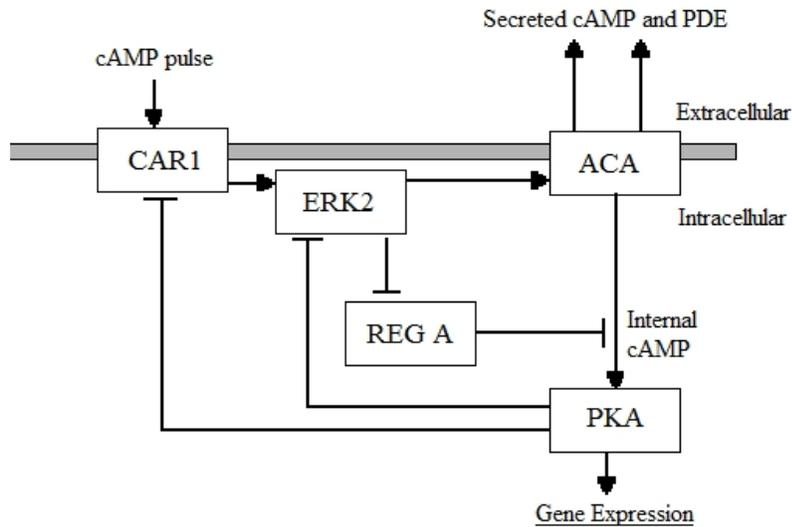 Secreted cAMP and PDE
cAMP pulse
Extracellular
CAR1
ACA
ERK2
Intracellular
REG A
Internal
cAMP
PKA
Gene Expression